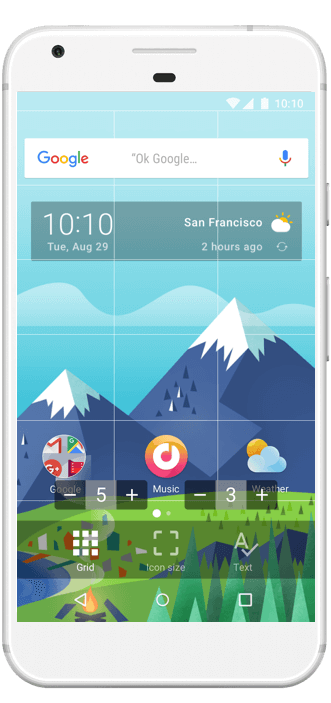 10:10
Google "Ok Google...
10:10 San Francisco
Tue, Aug 29 2 hours ago
Google Music Weather
− 5 + − 3 +
Grid Icon size Text